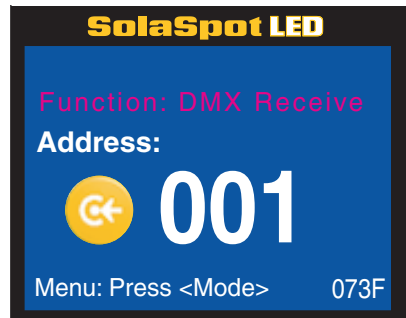 SolaSpot LED
Function: DMX Receive
Address:
001
Menu: Press <Mode> 073F